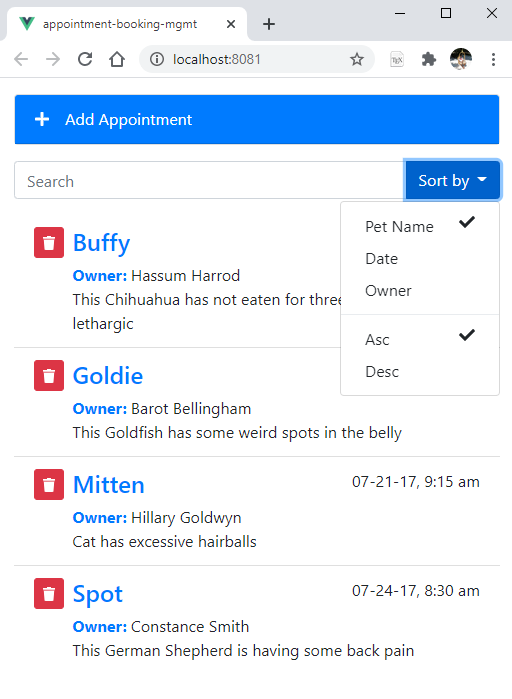 appointment-booking-mgmt
localhost:8081
Add Appointment
Search
Sort by
Pet Name
Date
Owner
Asc
Desc
Buffy
Owner: Hassum Harrod
This Chihuahua has not eaten for three
lethargic
Goldie
Owner: Barot Bellingham
This Goldfish has some weird spots in the belly
Mitten 07-21-17, 9:15 am
Owner: Hillary Goldwyn
Cat has excessive hairballs
Spot 07-24-17, 8:30 am
Owner: Constance Smith
This German Shepherd is having some back pain